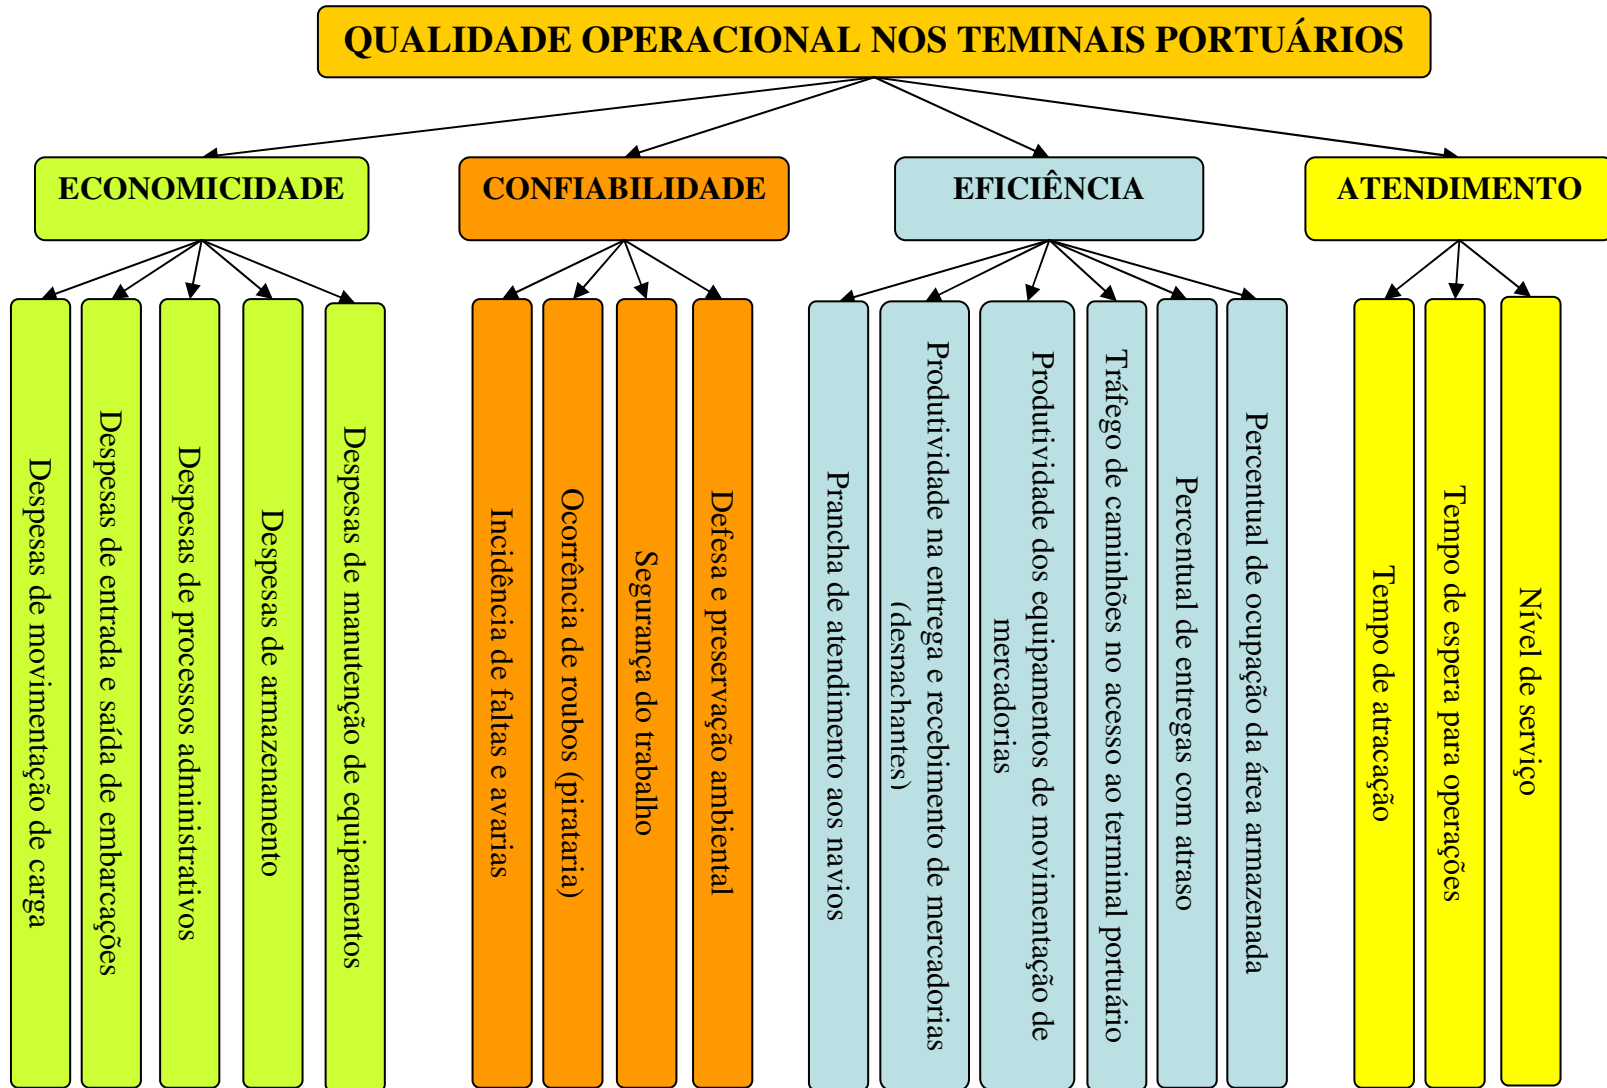 QUALIDADE OPERACIONAL NOS TEMINAIS PORTUÁRIOS
ECONOMICIDADE
CONFIABILIDADE
EFICIÊNCIA
ATENDIMENTO
Despesas de movimentação de carga
Despesas de entrada e saída de embarcações
Despesas de processos administrativos
Despesas de armazenamento
Despesas de manutenção de equipamentos
Incidência de faltas e avarias
Ocorrência de roubos (pirataria)
Segurança do trabalho
Defesa e preservação ambiental
Prancha de atendimento aos navios
Produtividade na entrega e recebimento de mercadorias
(despachantes)
Produtividade dos equipamentos de movimentação de
mercadorias
Tráfego de caminhões no acesso ao terminal portuário
Percentual de entregas com atraso
Percentual de ocupação da área armazenada
Tempo de atracação
Tempo de espera para operações
Nível de serviço